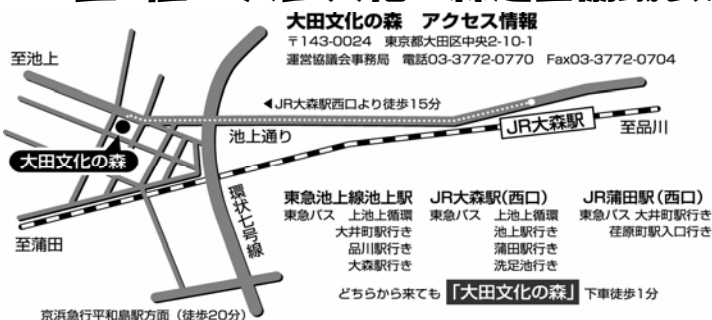 大田文化の森 アクセス情報
〒143-0024 東京都大田区中央2-10-1
運営協議会事務局 電話03-3772-0770 Fax03-3772-0704
至池上
◀JR大森駅西口より徒歩15分
池上通り
JR大森駅
至品川
大田文化の森
環状七号線
至蒲田
東急池上線池上駅 JR大森駅(西口) JR蒲田駅(西口)
東急バス 上池上循環 東急バス 上池上循環 東急バス 大井町駅行き
大井町駅行き 池上駅行き 荏原町駅入口行き
品川駅行き 蒲田駅行き
大森駅行き 洗足池行き
どちらから来ても 「大田文化の森」 下車徒歩1分
京浜急行平和島駅方面(徒歩20分)